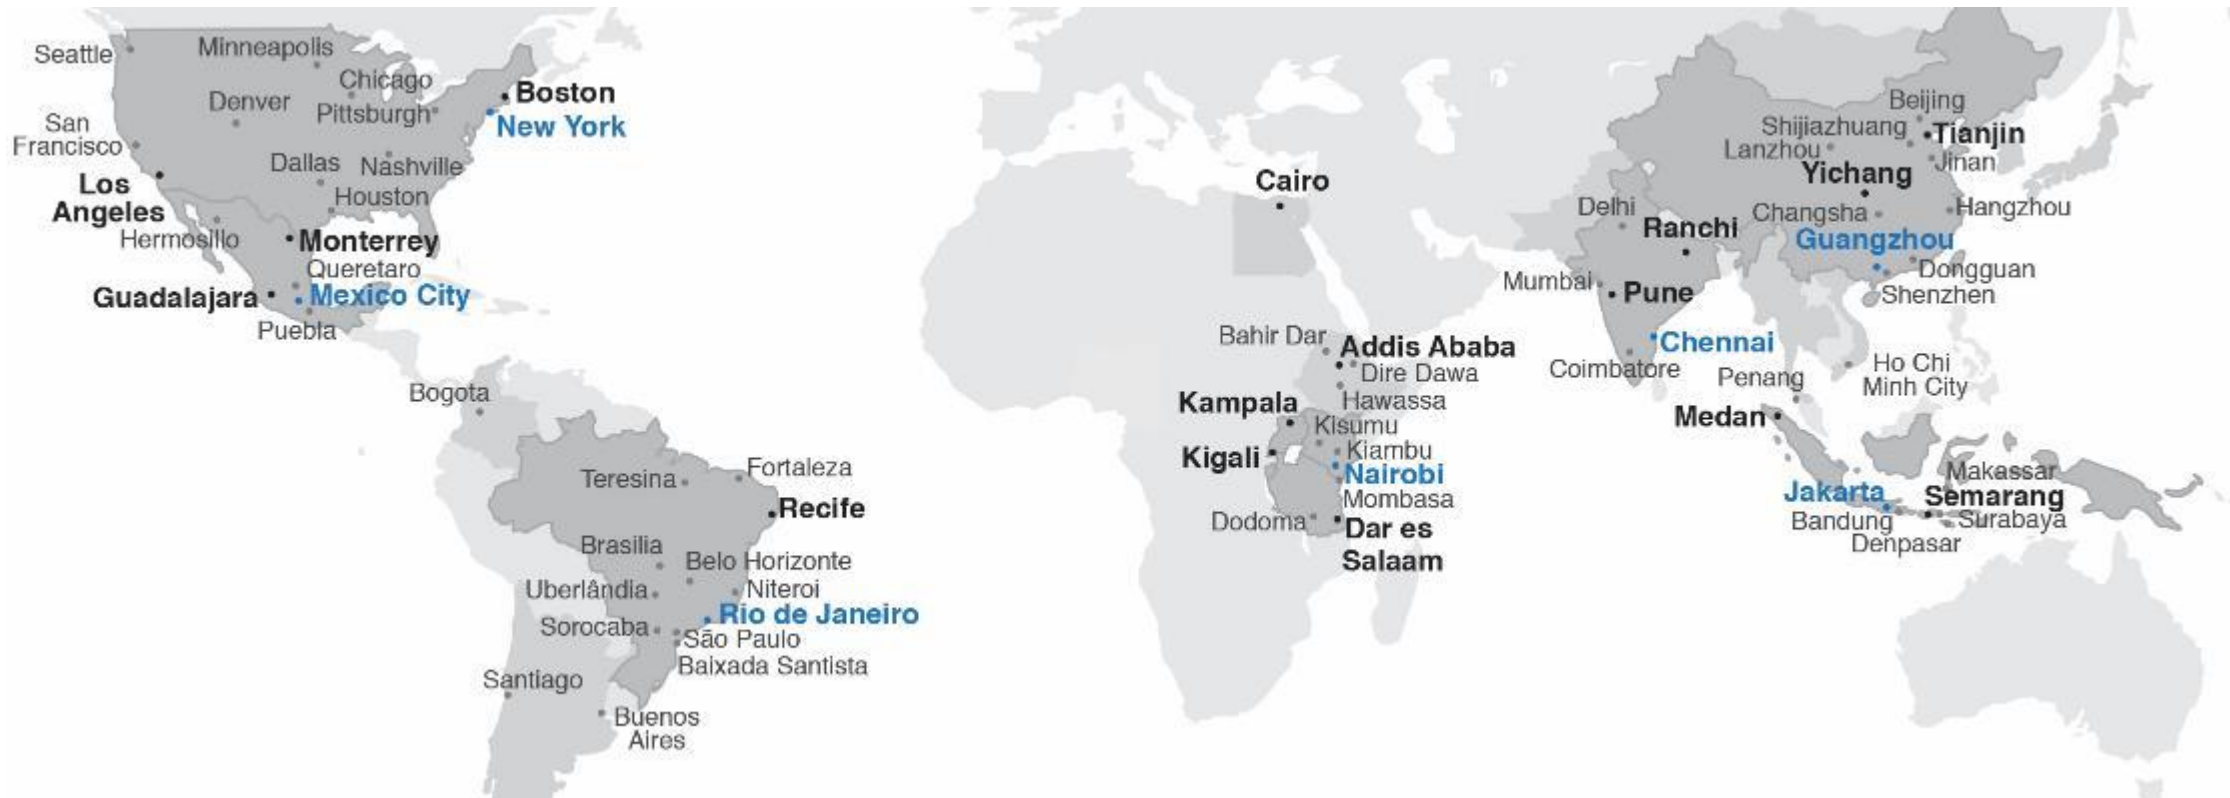 Seattle
Minneapolis
Chicago
Boston
Denver
Pittsburgh
New York
San
Francisco
Dallas
Nashville
Los
Angeles
Houston
Hermosillo
Monterrey
Queretaro
Guadalajara
Mexico City
Puebla
Bogota
Teresina
Fortaleza
Recife
Brasilia
Belo Horizonte
Uberlândia
Niteroi
Rio de Janeiro
Sorocaba
São Paulo
Baixada Santista
Santiago
Buenos
Aires
Cairo
Bahir Dar
Addis Ababa
Dire Dawa
Hawassa
Kampala
Kisumu
Kiambu
Kigali
Nairobi
Mombasa
Dodoma
Dar es
Salaam
Beijing
Shijiazhuang
Tianjin
Lanzhou
Jinan
Yichang
Delhi
Changsha
Hangzhou
Ranchi
Guangzhou
Dongguan
Mumbai
Pune
Shenzhen
Chennai
Coimbatore
Penang
Ho Chi
Minh City
Medan
Makassar
Jakarta
Semarang
Bandung
Surabaya
Denpasar